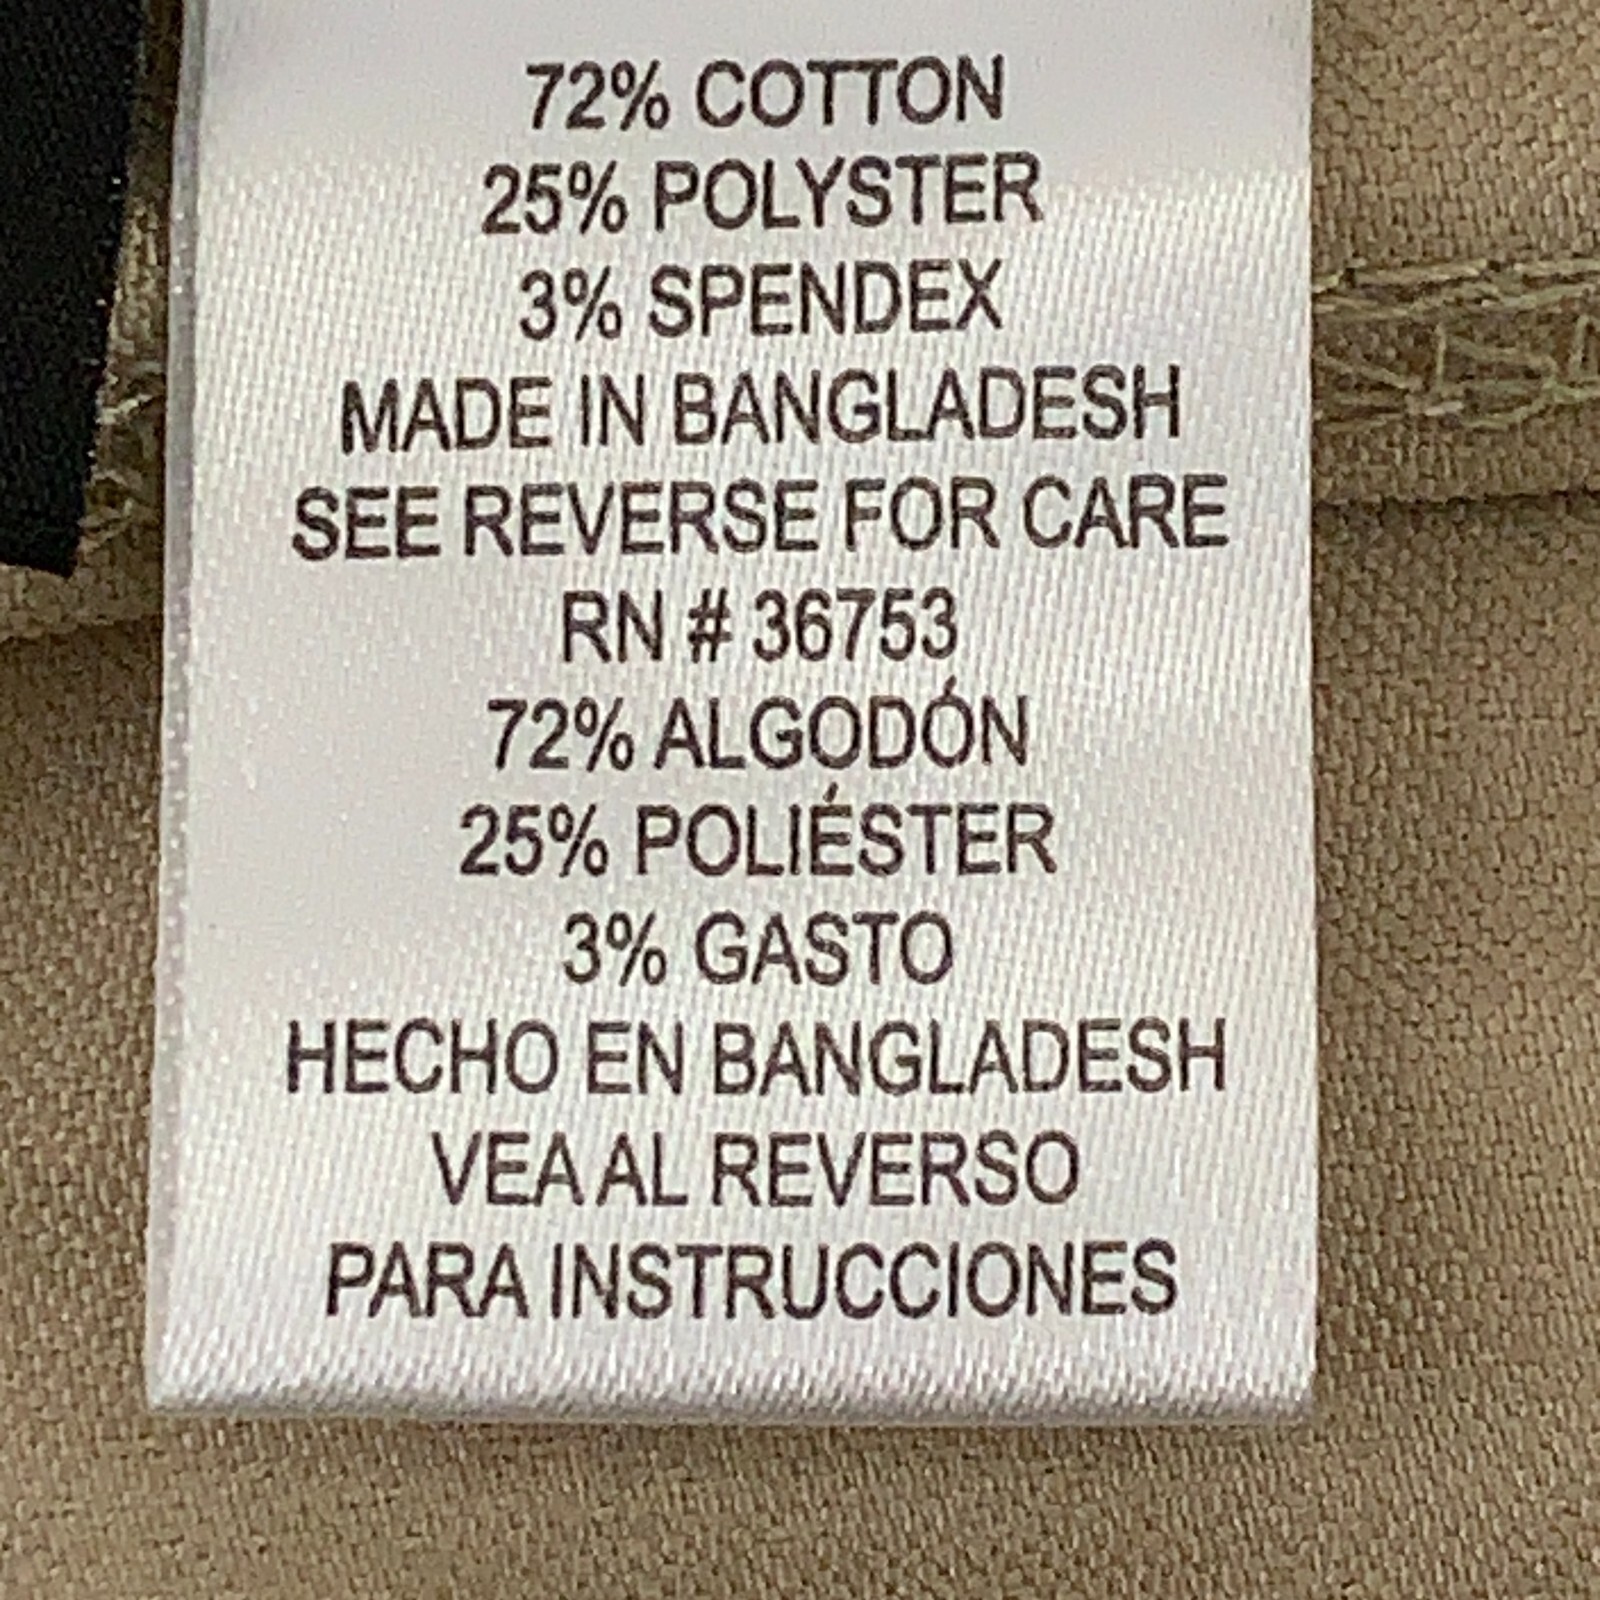 72% COTTON
25% POLYSTER
3% SPENDEX
MADE IN BANGLADESH
SEE REVERSE FOR CARE
RN # 36753
72% ALGODÓN
25% POLIÉSTER
3% GASTO
HECHO EN BANGLADESH
VEA AL REVERSO
PARA INSTRUCCIONES